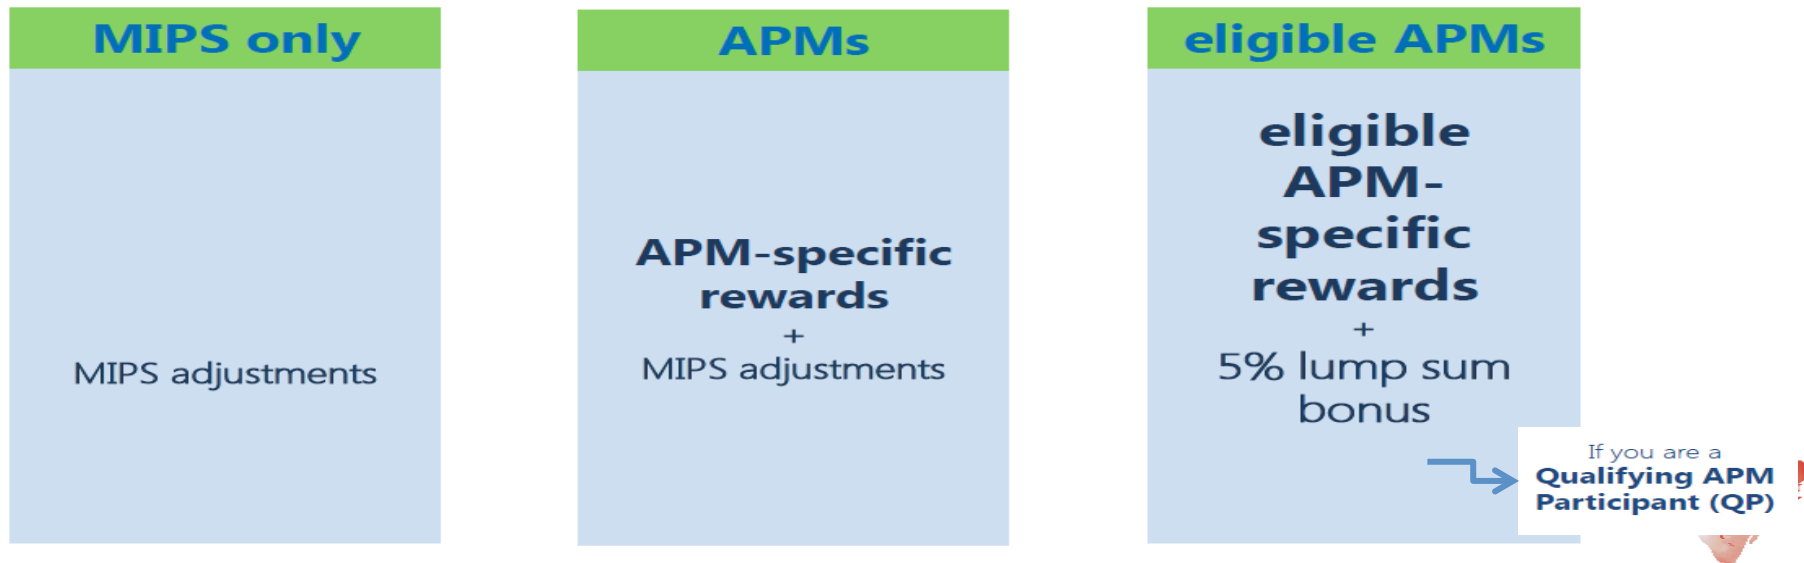 MIPS only
MIPS adjustments
APMs
APM-specific
rewards
+
MIPS adjustments
eligible APMs
eligible
APM-
specific
rewards
+
5% lump sum
bonus
If you are a
Qualifying APM
Participant (QP)